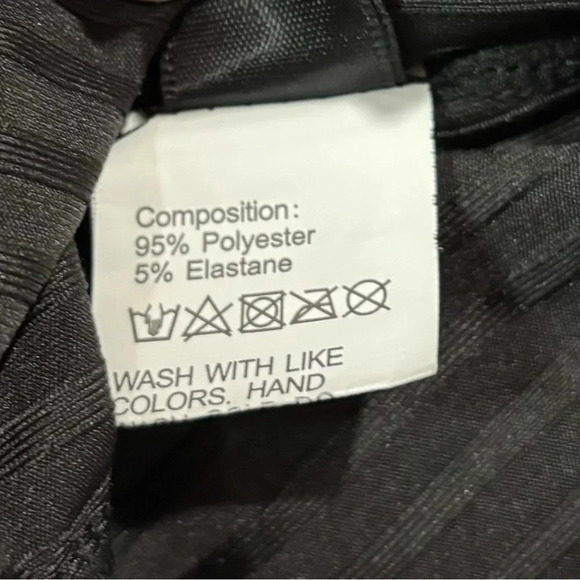 Composition:
95% Polyester
5% Elastane
WASH WITH LIKE
COLORS. HAND